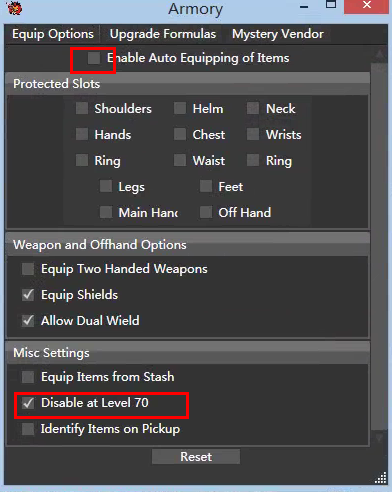 Armory
Equip Options Upgrade Formulas Mystery Vendor
Enable Auto Equipping of Items
Protected Slots
Shoulders Helm Neck
Hands Chest Wrists
Ring Waist Ring
Legs Feet
Main Hand Off Hand
Weapon and Offhand Options
Equip Two Handed Weapons
Equip Shields
Allow Dual Wield
Misc Settings
Equip Items from Stash
Disable at Level 70
Identify Items on Pickup
Reset